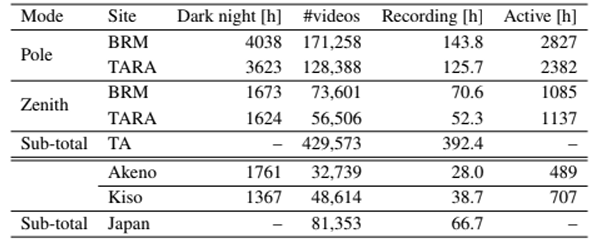 Mode Site Dark night [h] #videos Recording [h] Active [h]
Pole BRM 4038 171,258 143.8 2827
TARA 3623 128,388 125.7 2382
Zenith BRM 1673 73,601 70.6 1085
TARA 1624 56,506 52.3 1137
Sub-total TA – 429,573 392.4 –
Akeno 1761 32,739 28.0 489
Kiso 1367 48,614 38.7 707
Sub-total Japan – 81,353 66.7 –